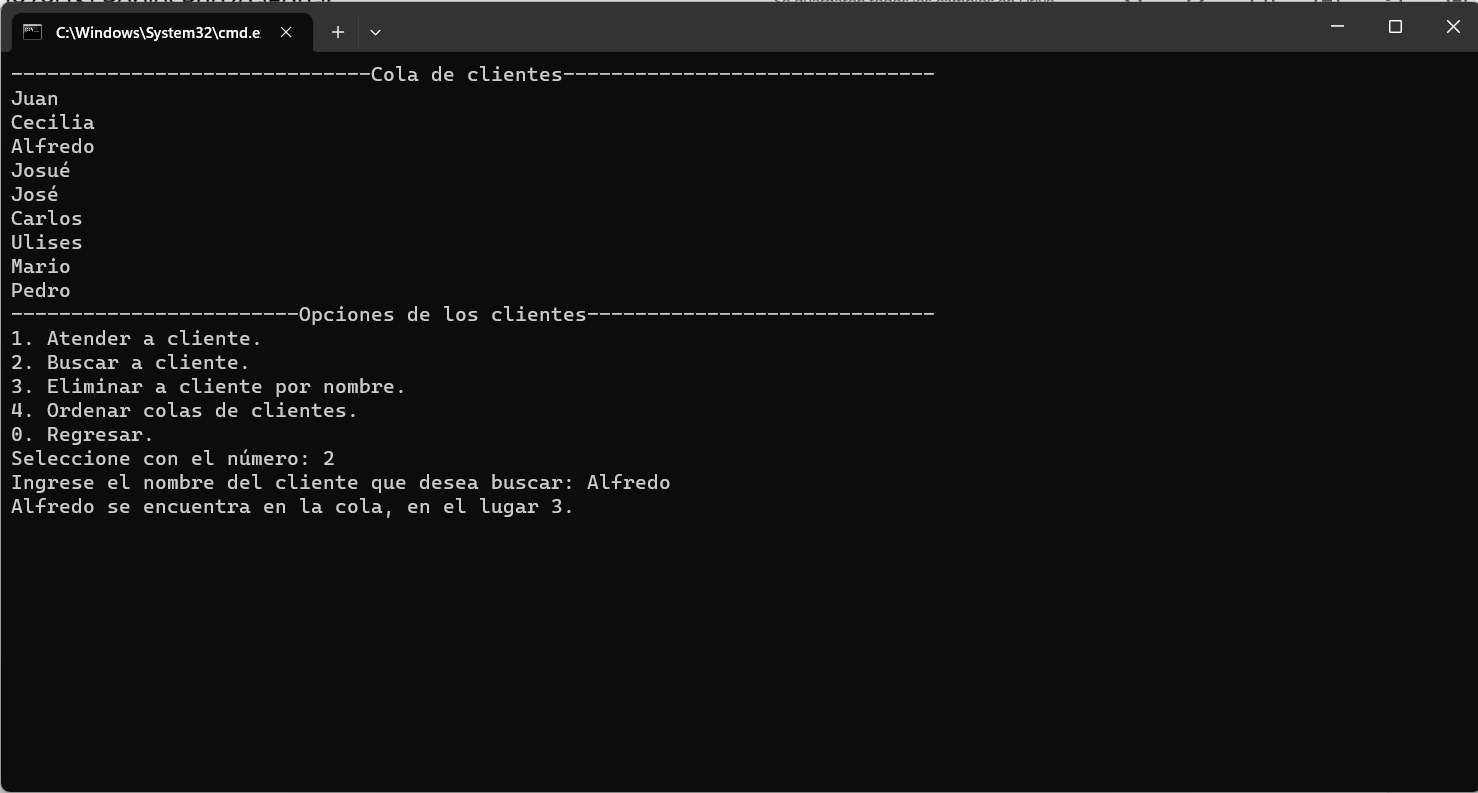 C:\Windows\System32\cmd.e
------------------------------Cola de clientes-------------------------------
Juan
Cecilia
Alfredo
Josué
José
Carlos
Ulises
Mario
Pedro
------------------------Opciones de los clientes-----------------------------
1. Atender a cliente.
2. Buscar a cliente.
3. Eliminar a cliente por nombre.
4. Ordenar colas de clientes.
0. Regresar.
Seleccione con el número: 2
Ingrese el nombre del cliente que desea buscar: Alfredo
Alfredo se encuentra en la cola, en el lugar 3.